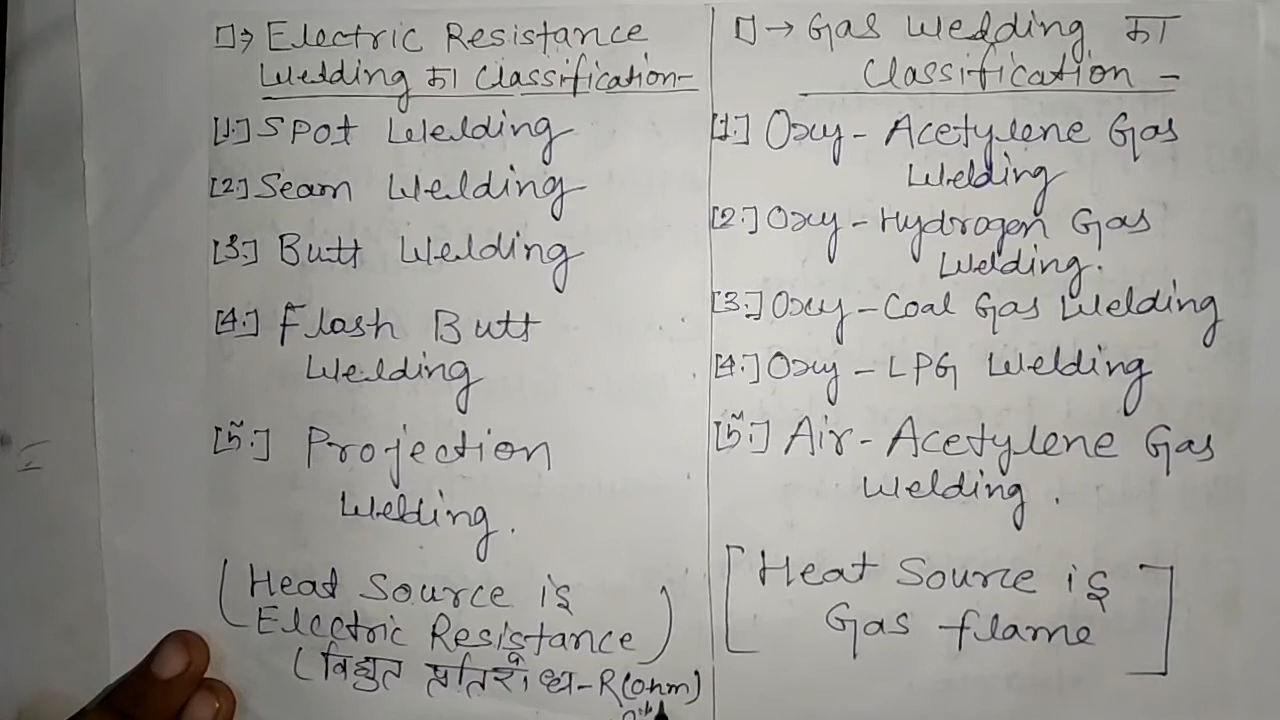 □⇒ Electric Resistance
Welding का Classification-
[1.] Spot Welding
[2.] Seam Welding
[3.] Butt Welding
[4.] Flash Butt
Welding
[5.] Projection
Welding.
(Heat Source is
Electric Resistance)
(विद्युत प्रतिरोध-R(ohm)
□→ Gas Welding का
Classification -
[1.] Oxy-Acetylene Gas
Welding
[2.] Oxy-Hydrogen Gas
Welding.
[3.] Oxy-Coal Gas Welding
[4.] Oxy-LPG Welding
[5.] Air-Acetylene Gas
Welding.
[Heat Source is
Gas flame]